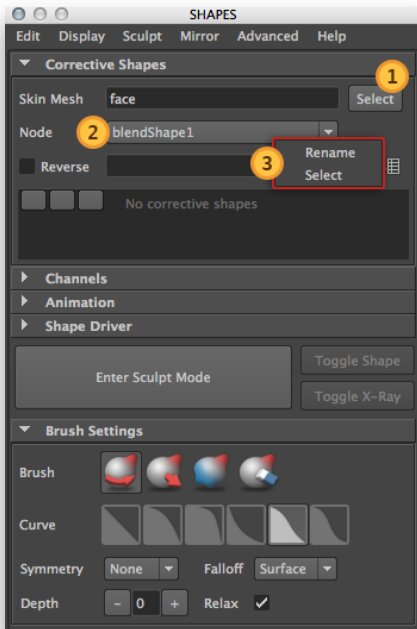 SHAPES
Edit Display Sculpt Mirror Advanced Help
Corrective Shapes
1
Skin Mesh face Select
Node 2 blendShape1
Rename
Reverse 3
Select
No corrective shapes
Channels
Animation
Shape Driver
Enter Sculpt Mode Toggle Shape
Toggle X-Ray
Brush Settings
Brush
Curve
Symmetry None Falloff Surface
Depth - 0 + Relax